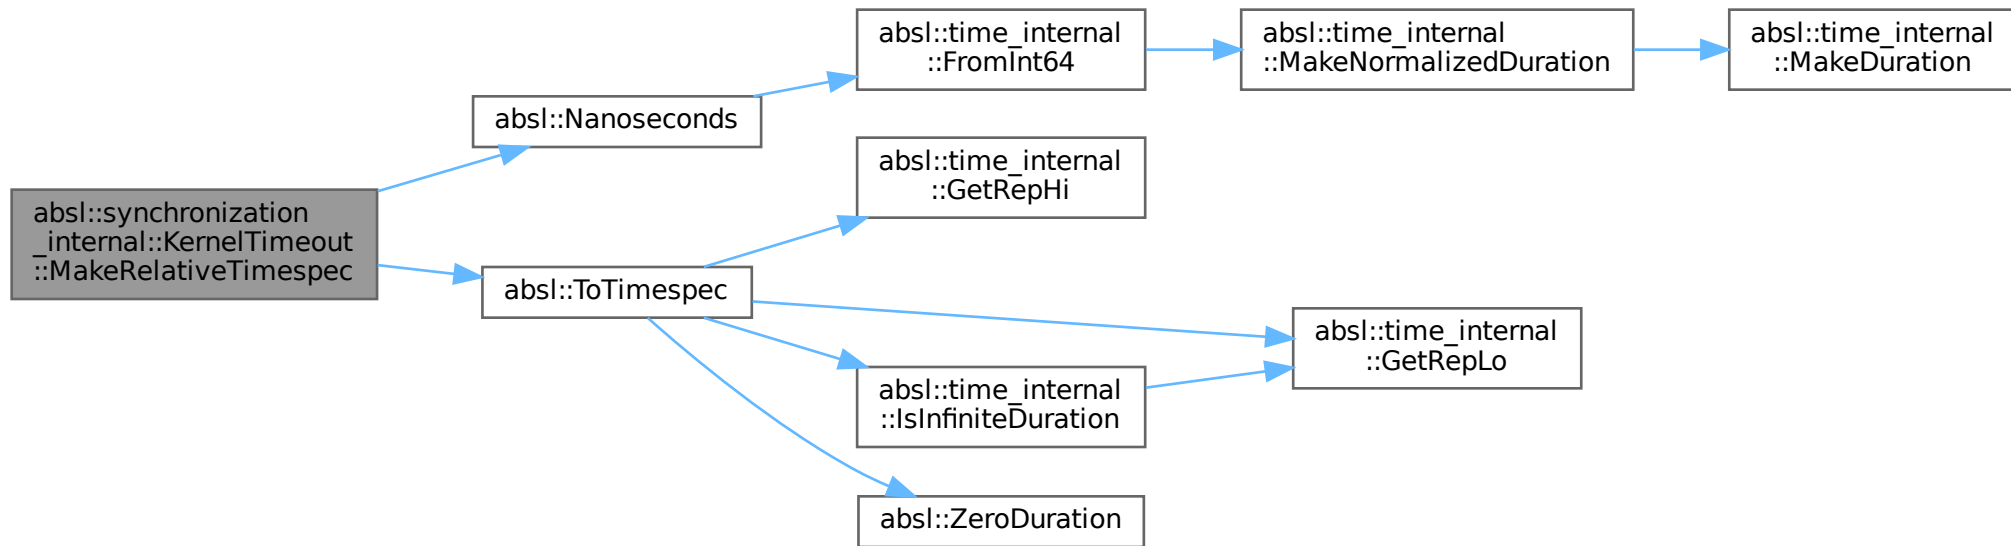 absl::time_internal
::FromInt64
absl::time_internal
::MakeNormalizedDuration
absl::time_internal
::MakeDuration
absl::Nanoseconds
absl::time_internal
::GetRepHi
absl::synchronization
_internal::KernelTimeout
::MakeRelativeTimespec
absl::ToTimespec
absl::time_internal
::GetRepLo
absl::time_internal
::IsInfiniteDuration
absl::ZeroDuration